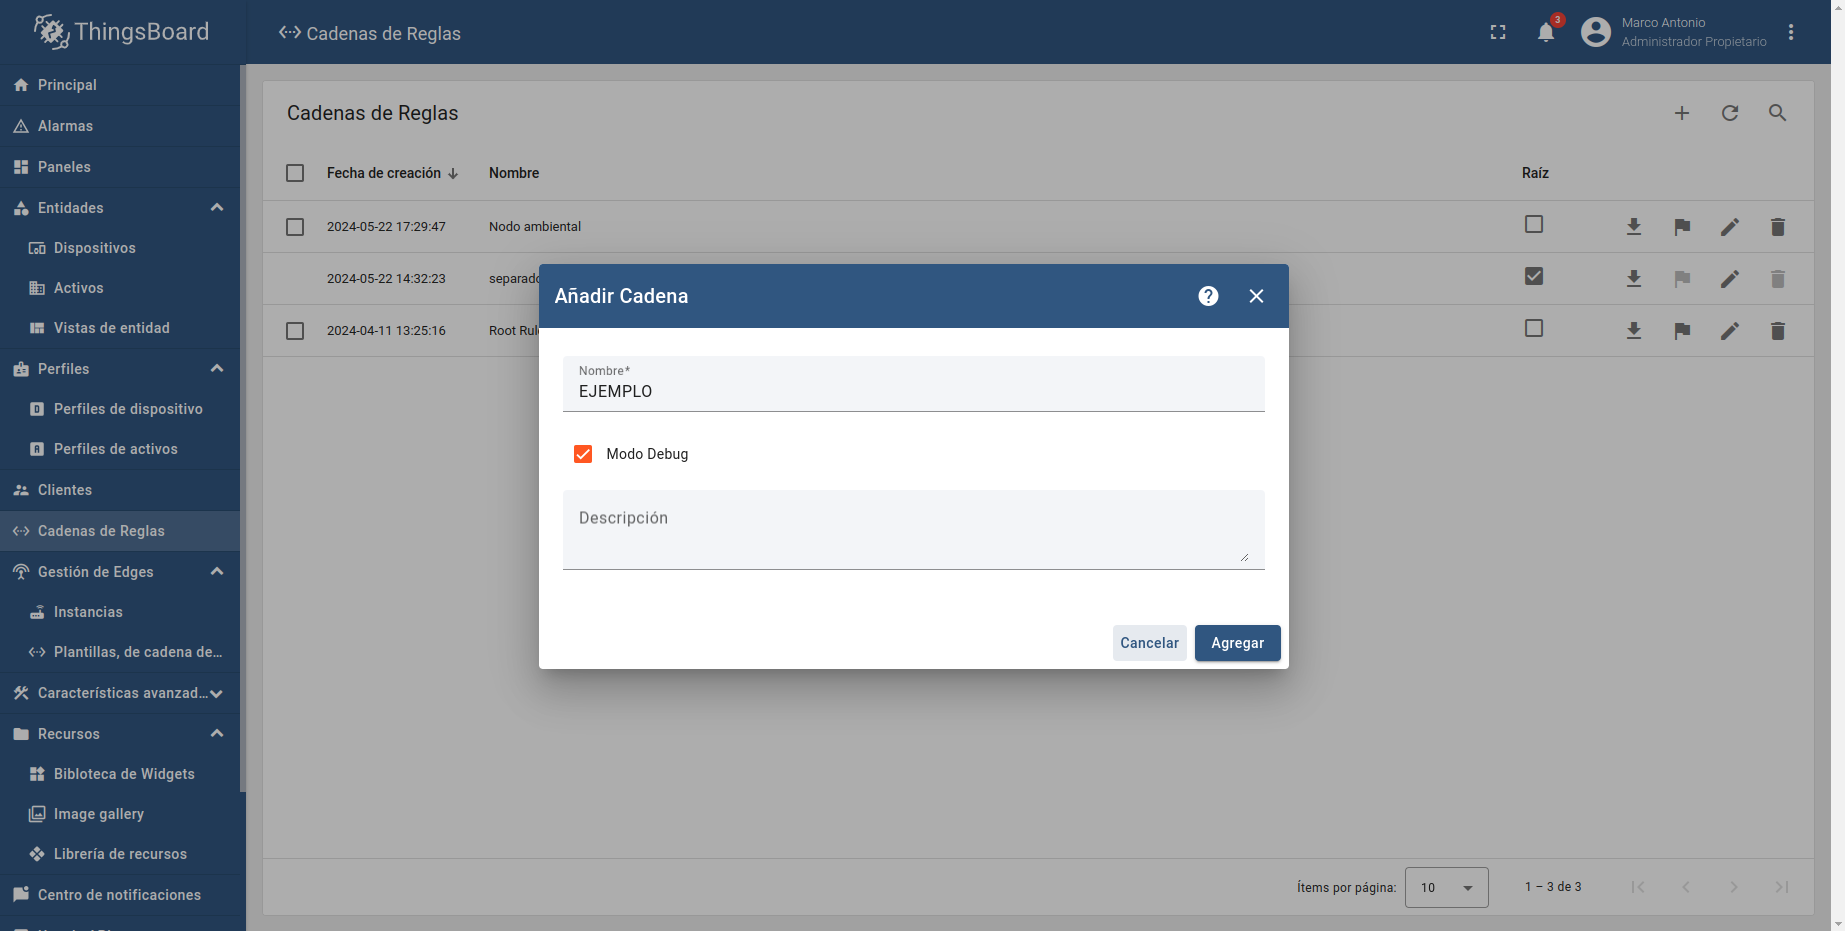 ThingsBoard
Cadenas de Reglas
3
Marco Antonio
Administrador Propietario
Principal
Alarmas
Paneles
Entidades
Dispositivos
Activos
Vistas de entidad
Perfiles
Perfiles de dispositivo
Perfiles de activos
Clientes
Cadenas de Reglas
Gestión de Edges
Instancias
Plantillas, de cadena de...
Características avanzad...
Recursos
Bibloteca de Widgets
Image gallery
Librería de recursos
Centro de notificaciones
Cadenas de Reglas
Fecha de creación Nombre Raíz
2024-05-22 17:29:47 Nodo ambiental
2024-05-22 14:32:23 separado
2024-04-11 13:25:16 Root Rul
Añadir Cadena
Nombre*
EJEMPLO
Modo Debug
Descripción
Cancelar Agregar
Ítems por página: 10 1 – 3 de 3